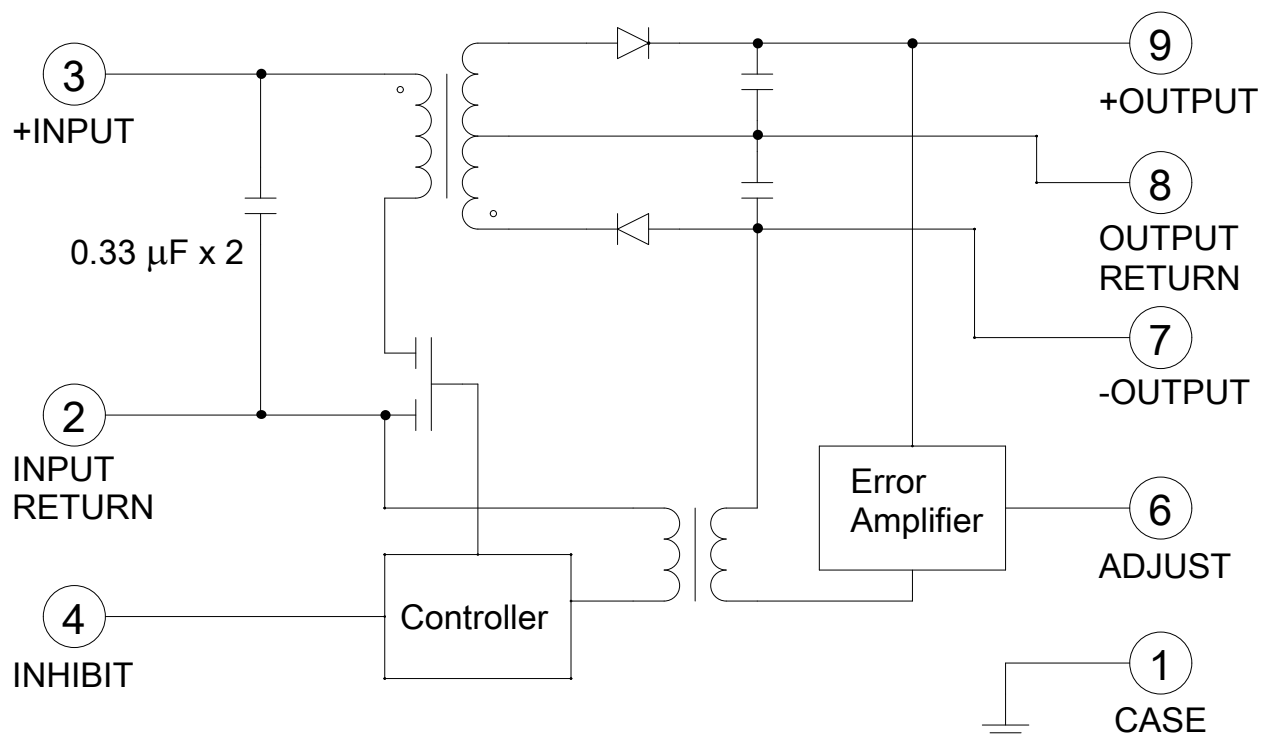 3
+INPUT
0.33 μF x 2
2
INPUT
RETURN
4
INHIBIT
Controller
Error
Amplifier
9
+OUTPUT
8
OUTPUT
RETURN
7
-OUTPUT
6
ADJUST
1
CASE